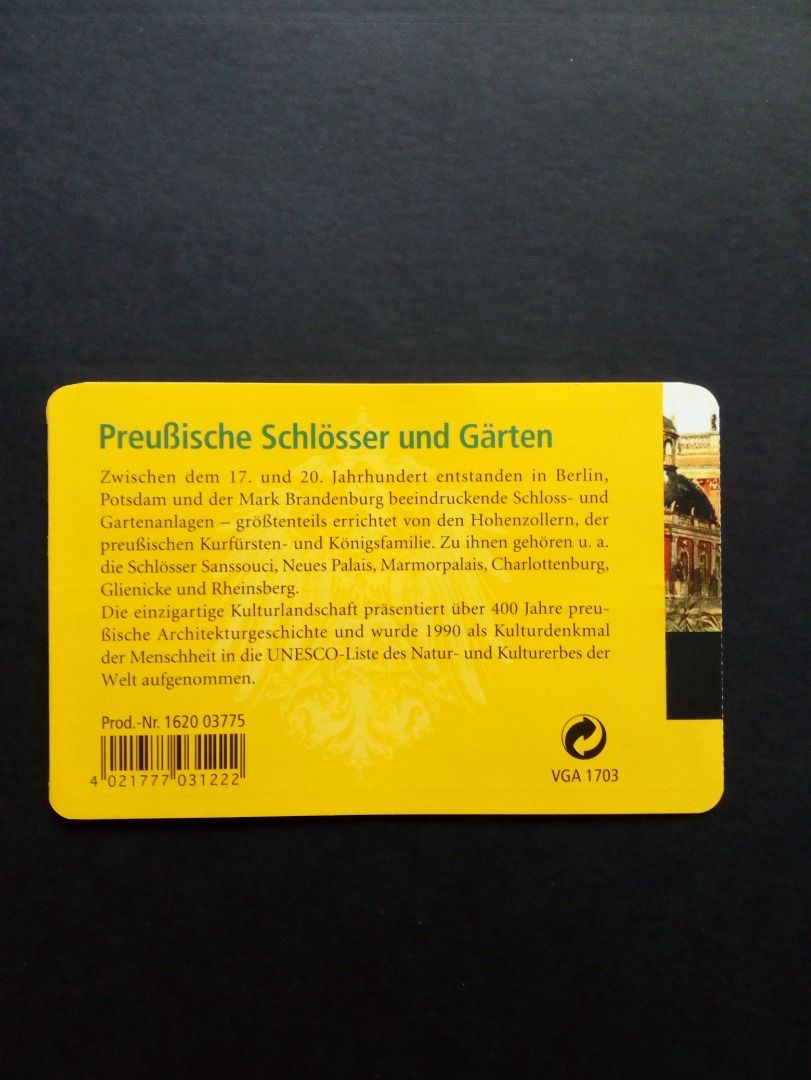 Preußische Schlösser und Gärten
Zwischen dem 17. und 20. Jahrhundert entstanden in Berlin,
Potsdam und der Mark Brandenburg beeindruckende Schloss- und
Gartenanlagen – größtenteils errichtet von den Hohenzollern, der
preußischen Kurfürsten- und Königsfamilie. Zu ihnen gehören u. a.
die Schlösser Sanssouci, Neues Palais, Marmorpalais, Charlottenburg,
Glienicke und Rheinsberg.
Die einzigartige Kulturlandschaft präsentiert über 400 Jahre preu-
ßische Architekturgeschichte und wurde 1990 als Kulturdenkmal
der Menschheit in die UNESCO-Liste des Natur- und Kulturerbes der
Welt aufgenommen.
Prod.-Nr. 1620 03775
4 021777 031222
VGA 1703